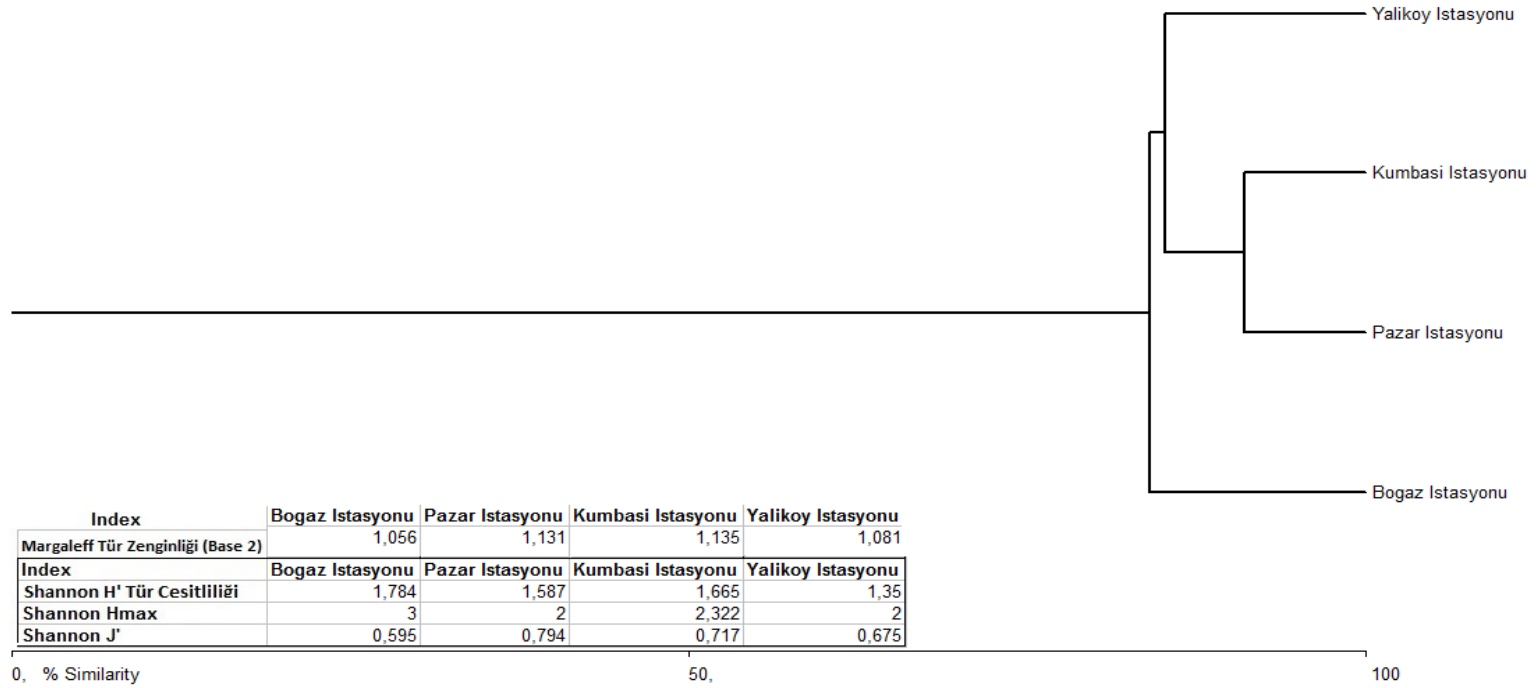 Yalikoy Istasyonu
Kumbasi Istasyonu
Pazar Istasyonu
Bogaz Istasyonu
Index Bogaz Istasyonu Pazar Istasyonu Kumbasi Istasyonu Yalikoy Istasyonu
Margaleff Tür Zenginliği (Base 2) 1,056 1,131 1,135 1,081
Index Bogaz Istasyonu Pazar Istasyonu Kumbasi Istasyonu Yalikoy Istasyonu
Shannon H' Tür Cesitliliği 1,784 1,587 1,665 1,35
Shannon Hmax 3 2 2,322 2
Shannon J' 0,595 0,794 0,717 0,675
0, % Similarity 50, 100